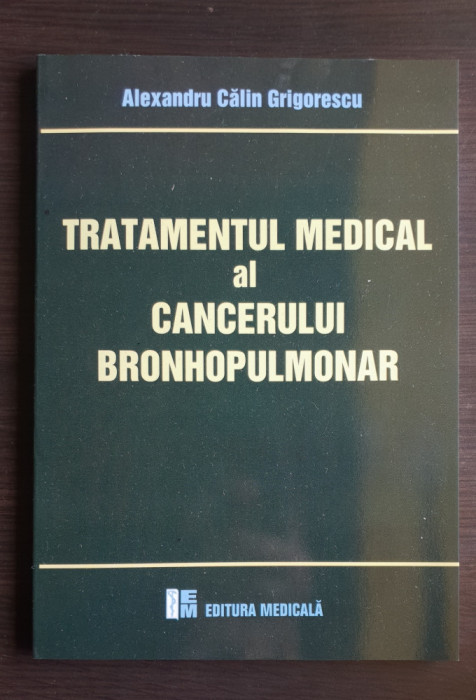 Alexandru Călin Grigorescu
TRATAMENTUL MEDICAL
al
CANCERULUI
BRONHOPULMONAR
EM EDITURA MEDICALĂ